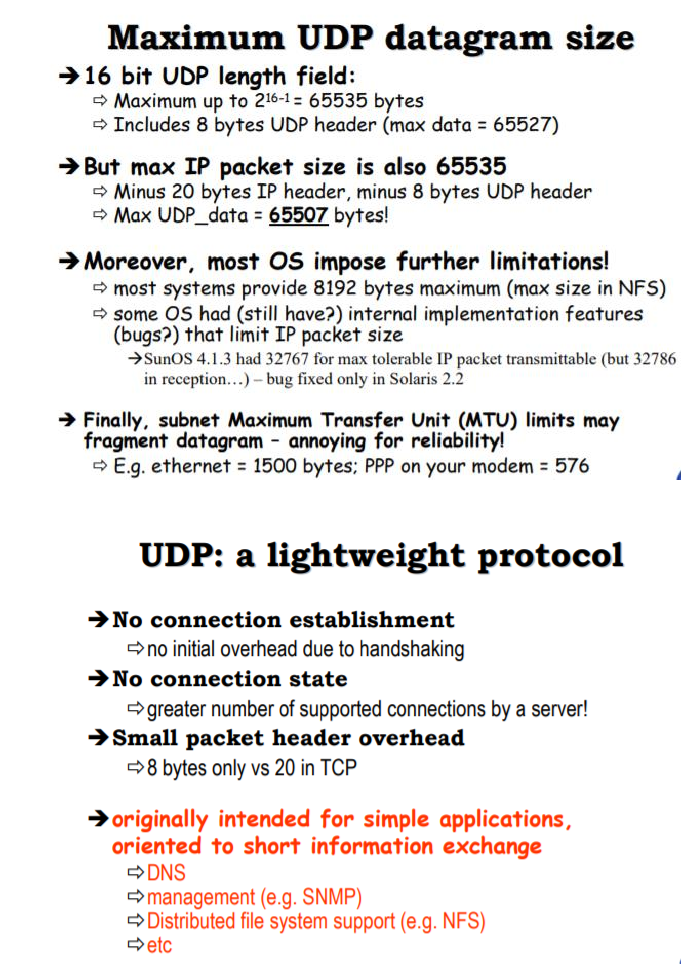 Maximum UDP datagram size
➔ 16 bit UDP length field:
⇨ Maximum up to 2¹⁶⁻¹ = 65535 bytes
⇨ Includes 8 bytes UDP header (max data = 65527)
➔ But max IP packet size is also 65535
⇨ Minus 20 bytes IP header, minus 8 bytes UDP header
⇨ Max UDP_data = 65507 bytes!
➔ Moreover, most OS impose further limitations!
⇨ most systems provide 8192 bytes maximum (max size in NFS)
⇨ some OS had (still have?) internal implementation features
(bugs?) that limit IP packet size
➔SunOS 4.1.3 had 32767 for max tolerable IP packet transmittable (but 32786
in reception…) – bug fixed only in Solaris 2.2
➔ Finally, subnet Maximum Transfer Unit (MTU) limits may
fragment datagram – annoying for reliability!
⇨ E.g. ethernet = 1500 bytes; PPP on your modem = 576
UDP: a lightweight protocol
➔ No connection establishment
⇨ no initial overhead due to handshaking
➔ No connection state
⇨ greater number of supported connections by a server!
➔ Small packet header overhead
⇨ 8 bytes only vs 20 in TCP
➔ originally intended for simple applications,
oriented to short information exchange
⇨ DNS
⇨ management (e.g. SNMP)
⇨ Distributed file system support (e.g. NFS)
⇨ etc